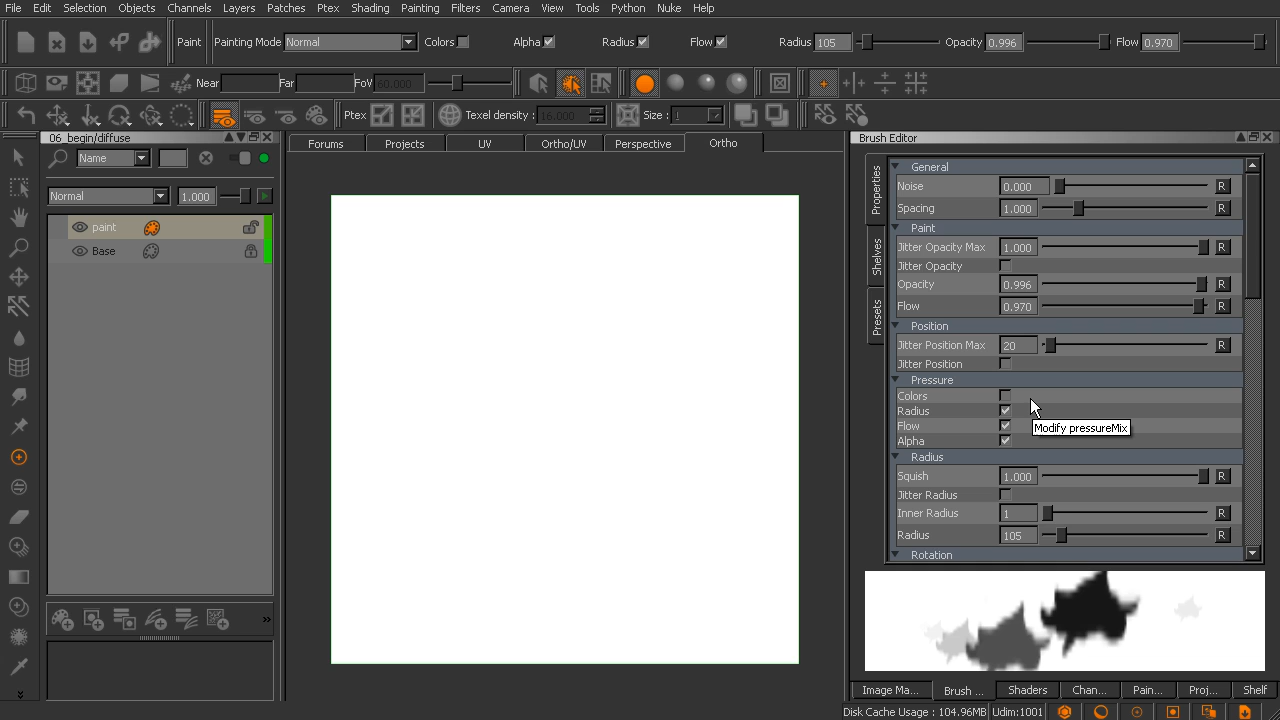 File Edit Selection Objects Channels Layers Patches Ptex Shading Painting Filters Camera View Tools Python Nuke Help
Paint Painting Mode Normal Colors Alpha Radius Flow Radius 105 Opacity 0.996 Flow 0.970
Near Far FoV 60.000
Ptex Texel density : 16.000 Size : 1
06_begin/diffuse
Name
Normal 1.000
paint
Base
»
Forums Projects UV Ortho/UV Perspective Ortho
Brush Editor
Properties
Shelves
Presets
General
Noise 0.000 R
Spacing 1.000 R
Paint
Jitter Opacity Max 1.000 R
Jitter Opacity
Opacity 0.996 R
Flow 0.970 R
Position
Jitter Position Max 20 R
Jitter Position
Pressure
Colors
Radius
Flow
Alpha
Modify pressureMix
Radius
Squish 1.000 R
Jitter Radius
Inner Radius 1 R
Radius 105 R
Rotation
Image Ma... Brush ... Shaders Chan... Pain... Proj... Shelf
Disk Cache Usage : 104.96MB Udim:1001